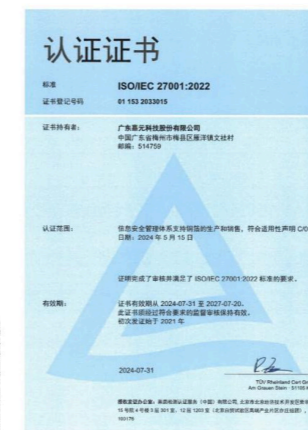 认证证书
标准 ISO/IEC 27001:2022
证书登记号码 01 153 2033015
证书持有者: 广东嘉元科技股份有限公司
中国广东省梅州市梅县区雁洋镇文社村
邮编: 514759
认证范围: 信息安全管理体系支持铜箔的生产和销售。符合适用性声明 C/0
日期: 2024 年 5 月 15 日
证明完成了审核并满足了 ISO/IEC 27001:2022 标准的要求。
有效期: 证书有效期从 2024-07-31 至 2027-07-20.
此证书须经过符合要求的监督审核保持有效。
初次发证始于 2021 年
2024-07-31
TÜV Rheinland Cert G
Am Grauen Stein · 51105 K